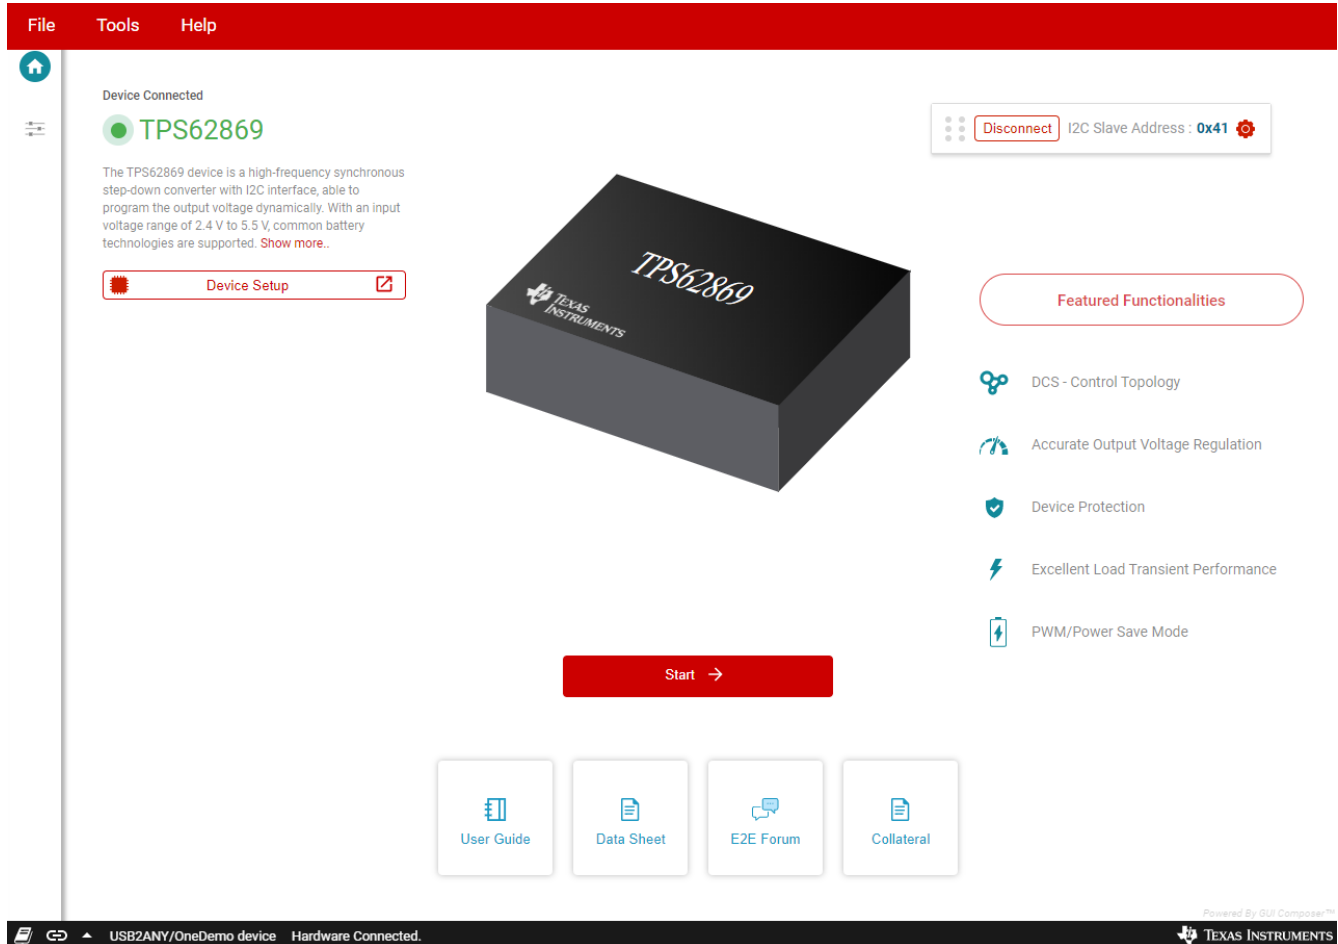 File Tools Help
Device Connected
TPS62869
The TPS62869 device is a high-frequency synchronous
step-down converter with I2C interface, able to
program the output voltage dynamically. With an input
voltage range of 2.4 V to 5.5 V, common battery
technologies are supported. Show more..
Device Setup
Disconnect I2C Slave Address : 0x41
TPS62869
TEXAS
INSTRUMENTS
Featured Functionalities
DCS - Control Topology
Accurate Output Voltage Regulation
Device Protection
Excellent Load Transient Performance
PWM/Power Save Mode
Start
User Guide
Data Sheet
E2E Forum
Collateral
Powered By GUI Composer™
USB2ANY/OneDemo device Hardware Connected.
TEXAS INSTRUMENTS